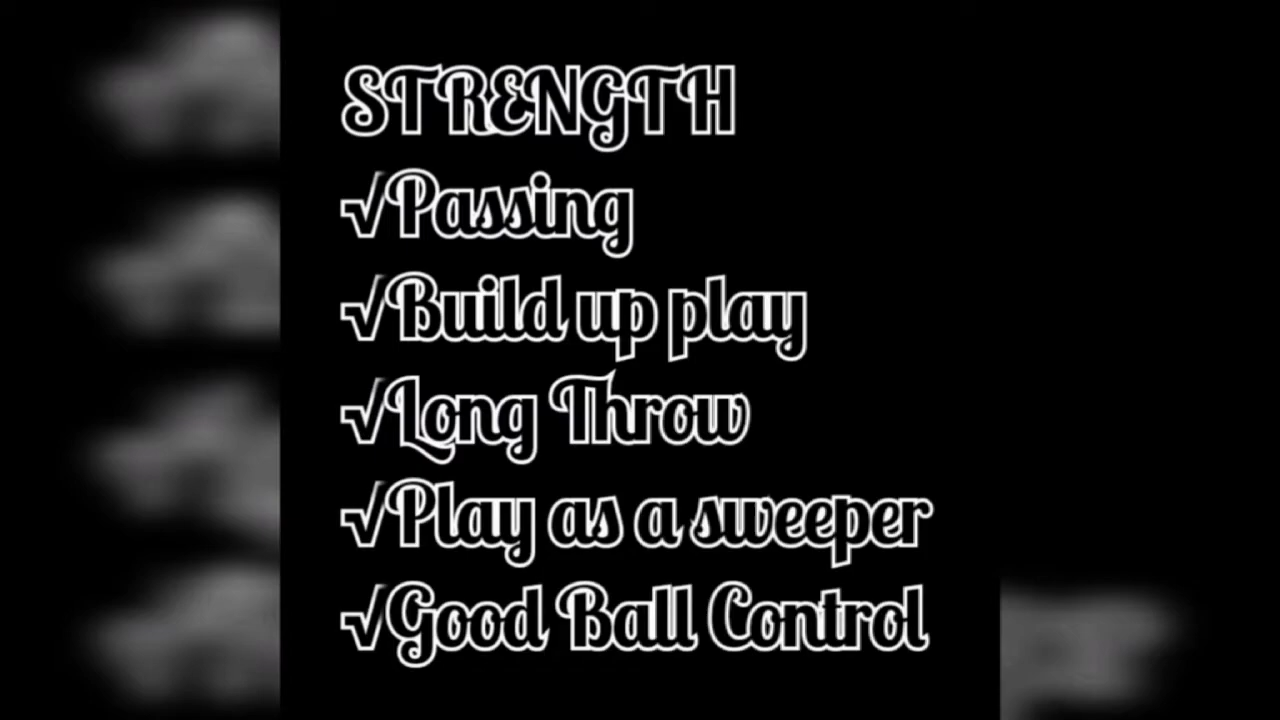 STRENGTH
√Passing
√Build up play
√Long Throw
√Play as a sweeper
√Good Ball Control